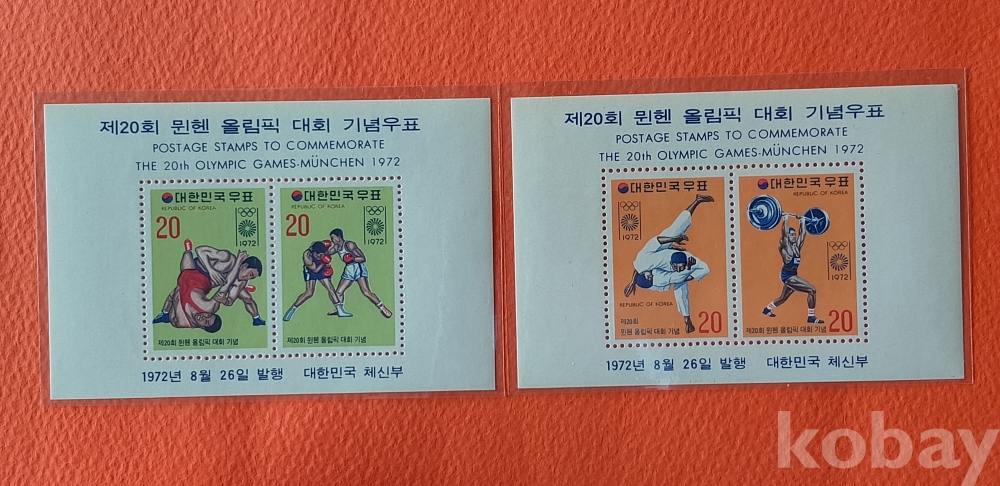 제20회 뮌헨 올림픽 대회 기념우표
POSTAGE STAMPS TO COMMEMORATE
THE 20th OLYMPIC GAMES-MÜNCHEN 1972
대한민국우표
REPUBLIC OF KOREA
20
1972
제20회
뮌헨 올림픽 대회 기념
대한민국우표
REPUBLIC OF KOREA
20
1972
제20회 뮌헨 올림픽 대회 기념
1972년 8월 26일 발행 대한민국 체신부
제20회 뮌헨 올림픽 대회 기념우표
POSTAGE STAMPS TO COMMEMORATE
THE 20th OLYMPIC GAMES-MÜNCHEN 1972
대한민국우표
1972
REPUBLIC OF KOREA
제20회
뮌헨 올림픽 대회 기념
20
대한민국우표
REPUBLIC OF KOREA
1972
제20회
뮌헨 올림픽 대회 기념
20
1972년 8월 26일 발행 대한민국 체신부
kobay